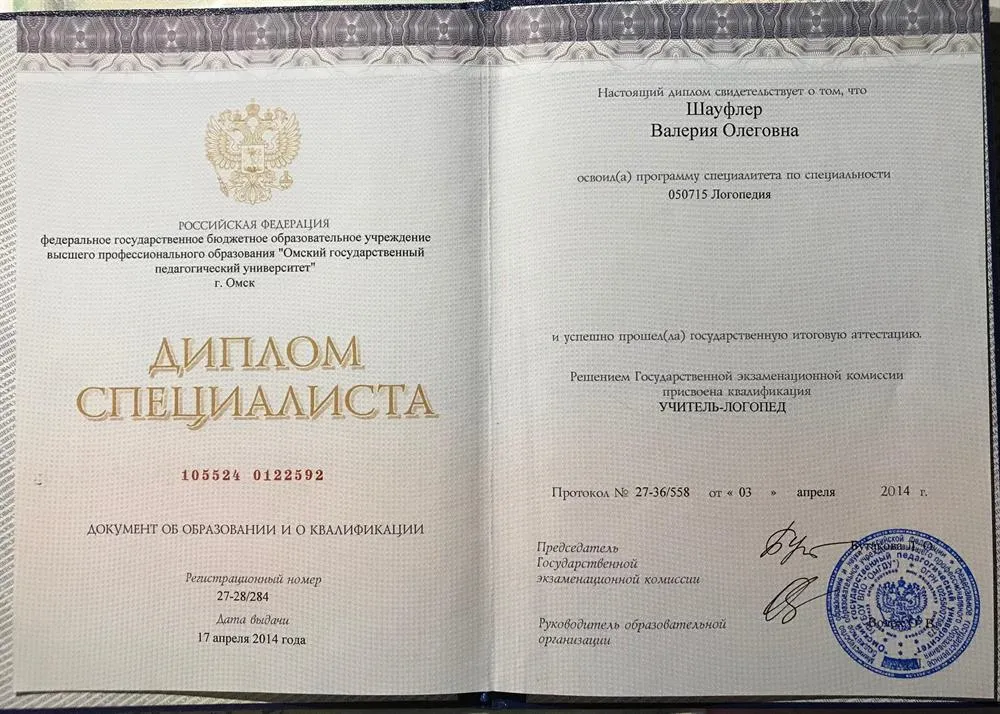 РОССИЙСКАЯ ФЕДЕРАЦИЯ
федеральное государственное бюджетное образовательное учреждение
высшего профессионального образования "Омский государственный
педагогический университет"
г. Омск
ДИПЛОМ
СПЕЦИАЛИСТА
105524 0122592
ДОКУМЕНТ ОБ ОБРАЗОВАНИИ И О КВАЛИФИКАЦИИ
Регистрационный номер
27-28/284
Дата выдачи
17 апреля 2014 года
Настоящий диплом свидетельствует о том, что
Шауфлер
Валерия Олеговна
освоил(а) программу специалитета по специальности
050715 Логопедия
и успешно прошел(ла) государственную итоговую аттестацию.
Решением Государственной экзаменационной комиссии
присвоена квалификация
УЧИТЕЛЬ-ЛОГОПЕД
Протокол № 27-36/558 от « 03 » апреля 2014 г.
Председатель
Государственной
экзаменационной комиссии
Руководитель образовательной
организации